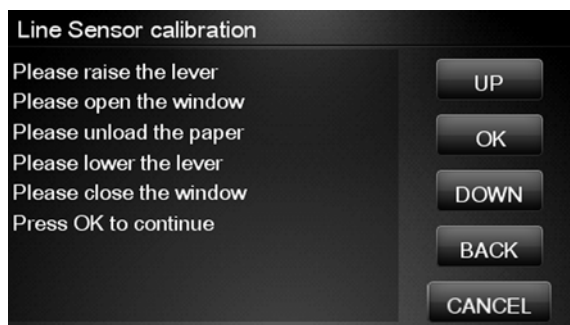 Line Sensor calibration
Please raise the lever
Please open the window
Please unload the paper
Please lower the lever
Please close the window
Press OK to continue
UP
OK
DOWN
BACK
CANCEL